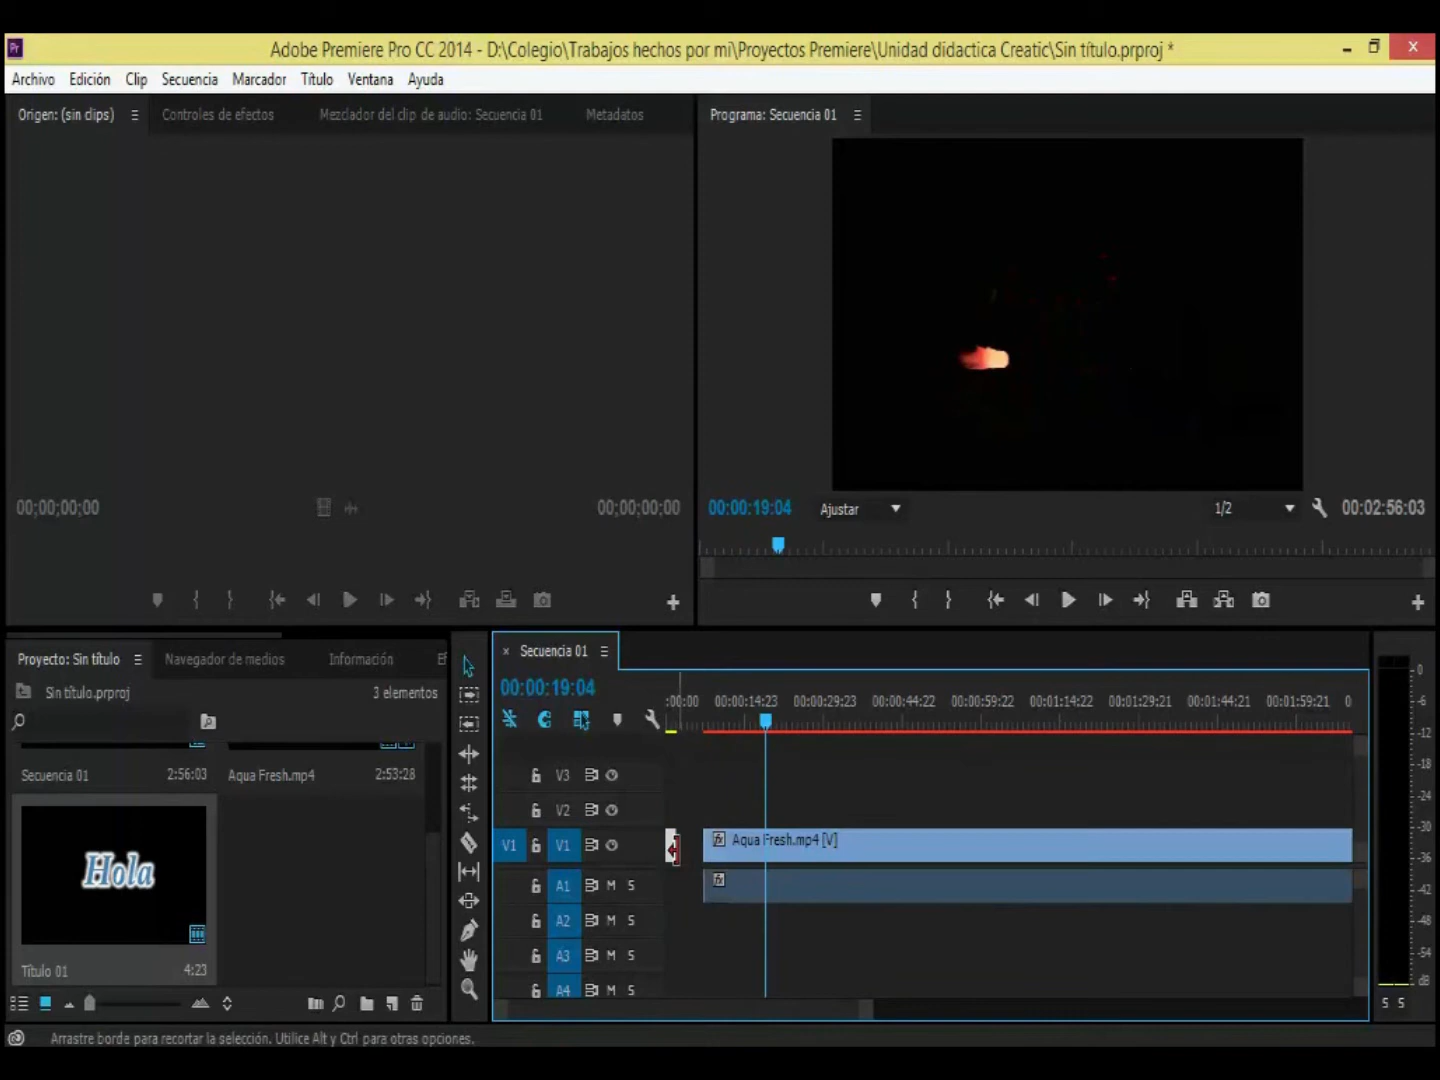 Pr Adobe Premiere Pro CC 2014 - D:\Colegio\Trabajos hechos por mi\Proyectos Premiere\Unidad didactica Creatic\Sin título.prproj *
Archivo Edición Clip Secuencia Marcador Título Ventana Ayuda
Origen: (sin clips) Controles de efectos Mezclador del clip de audio: Secuencia 01 Metadatos Programa: Secuencia 01
00;00;00;00 00;00;00;00 00:00:19:04 Ajustar 1/2 00:02:56:03
Proyecto: Sin título Navegador de medios Información Ef × Secuencia 01
Sin título.prproj 3 elementos 00:00:19:04
:00:00 00:00:14:23 00:00:29:23 00:00:44:22 00:00:59:22 00:01:14:22 00:01:29:21 00:01:44:21 00:01:59:21 0
Secuencia 01 2:56:03 Aqua Fresh.mp4 2:53:28 V3
V2
V1 V1 fx Aqua Fresh.mp4 [V]
Hola
A1 M S fx
A2 M S
A3 M S
A4 M S
Título 01 4:23
0
-6
-12
-18
-24
-30
-36
-42
-48
-54
dB
S S
Arrastre borde para recortar la selección. Utilice Alt y Ctrl para otras opciones.